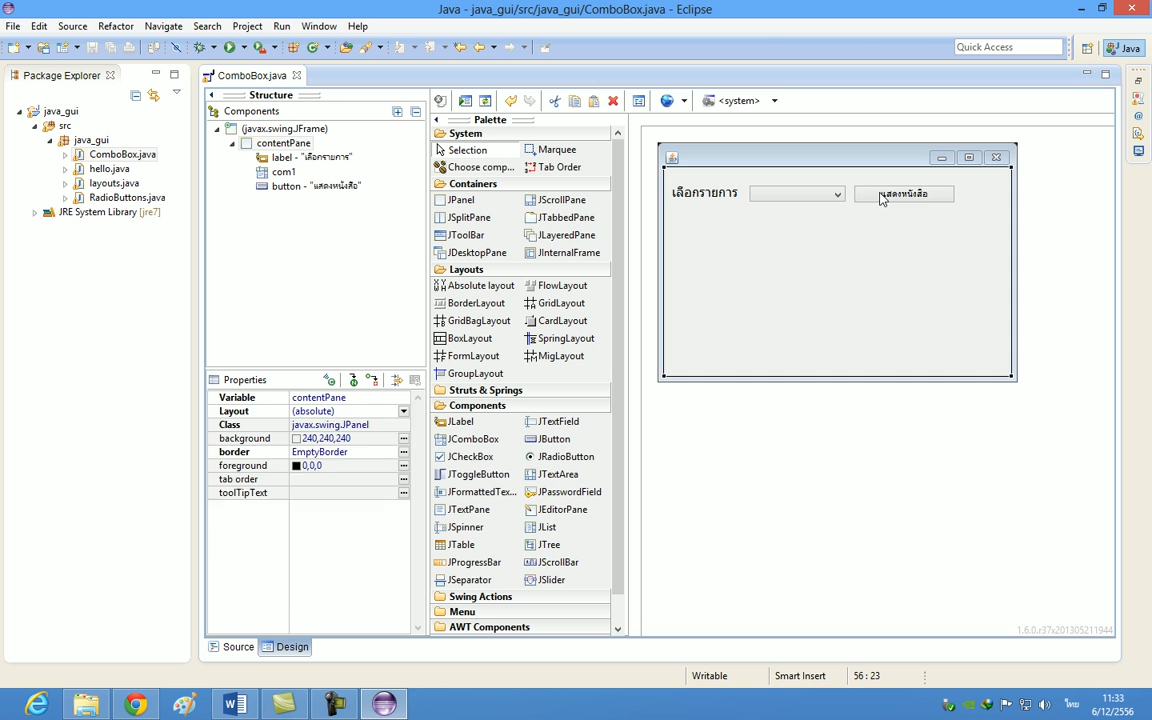 Java - java_gui/src/java_gui/ComboBox.java - Eclipse
File Edit Source Refactor Navigate Search Project Run Window Help
Quick Access
Java
Package Explorer
java_gui
src
java_gui
ComboBox.java
hello.java
layouts.java
RadioButtons.java
JRE System Library [jre7]
ComboBox.java
Structure
Components
(javax.swingJFrame)
contentPane
label - "เลือกรายการ"
com1
button - "แสดงหนังสือ"
Properties
Variable contentPane
Layout (absolute)
Class javax.swing.JPanel
background 240,240,240
border EmptyBorder
foreground 0,0,0
tab order
toolTipText
<system>
Palette
System
Selection Marquee
Choose comp... Tab Order
Containers
JPanel JScrollPane
JSplitPane JTabbedPane
JToolBar JLayeredPane
JDesktopPane JInternalFrame
Layouts
Absolute layout FlowLayout
BorderLayout GridLayout
GridBagLayout CardLayout
BoxLayout SpringLayout
FormLayout MigLayout
GroupLayout
Struts & Springs
Components
JLabel JTextField
JComboBox JButton
JCheckBox JRadioButton
JToggleButton JTextArea
JFormattedTex... JPasswordField
JTextPane JEditorPane
JSpinner JList
JTable JTree
JProgressBar JScrollBar
JSeparator JSlider
Swing Actions
Menu
AWT Components
เลือกรายการ
แสดงหนังสือ
1.6.0.r37x201305211944
Source Design
Writable Smart Insert 56 : 23
ไทย
11:33
6/12/2556